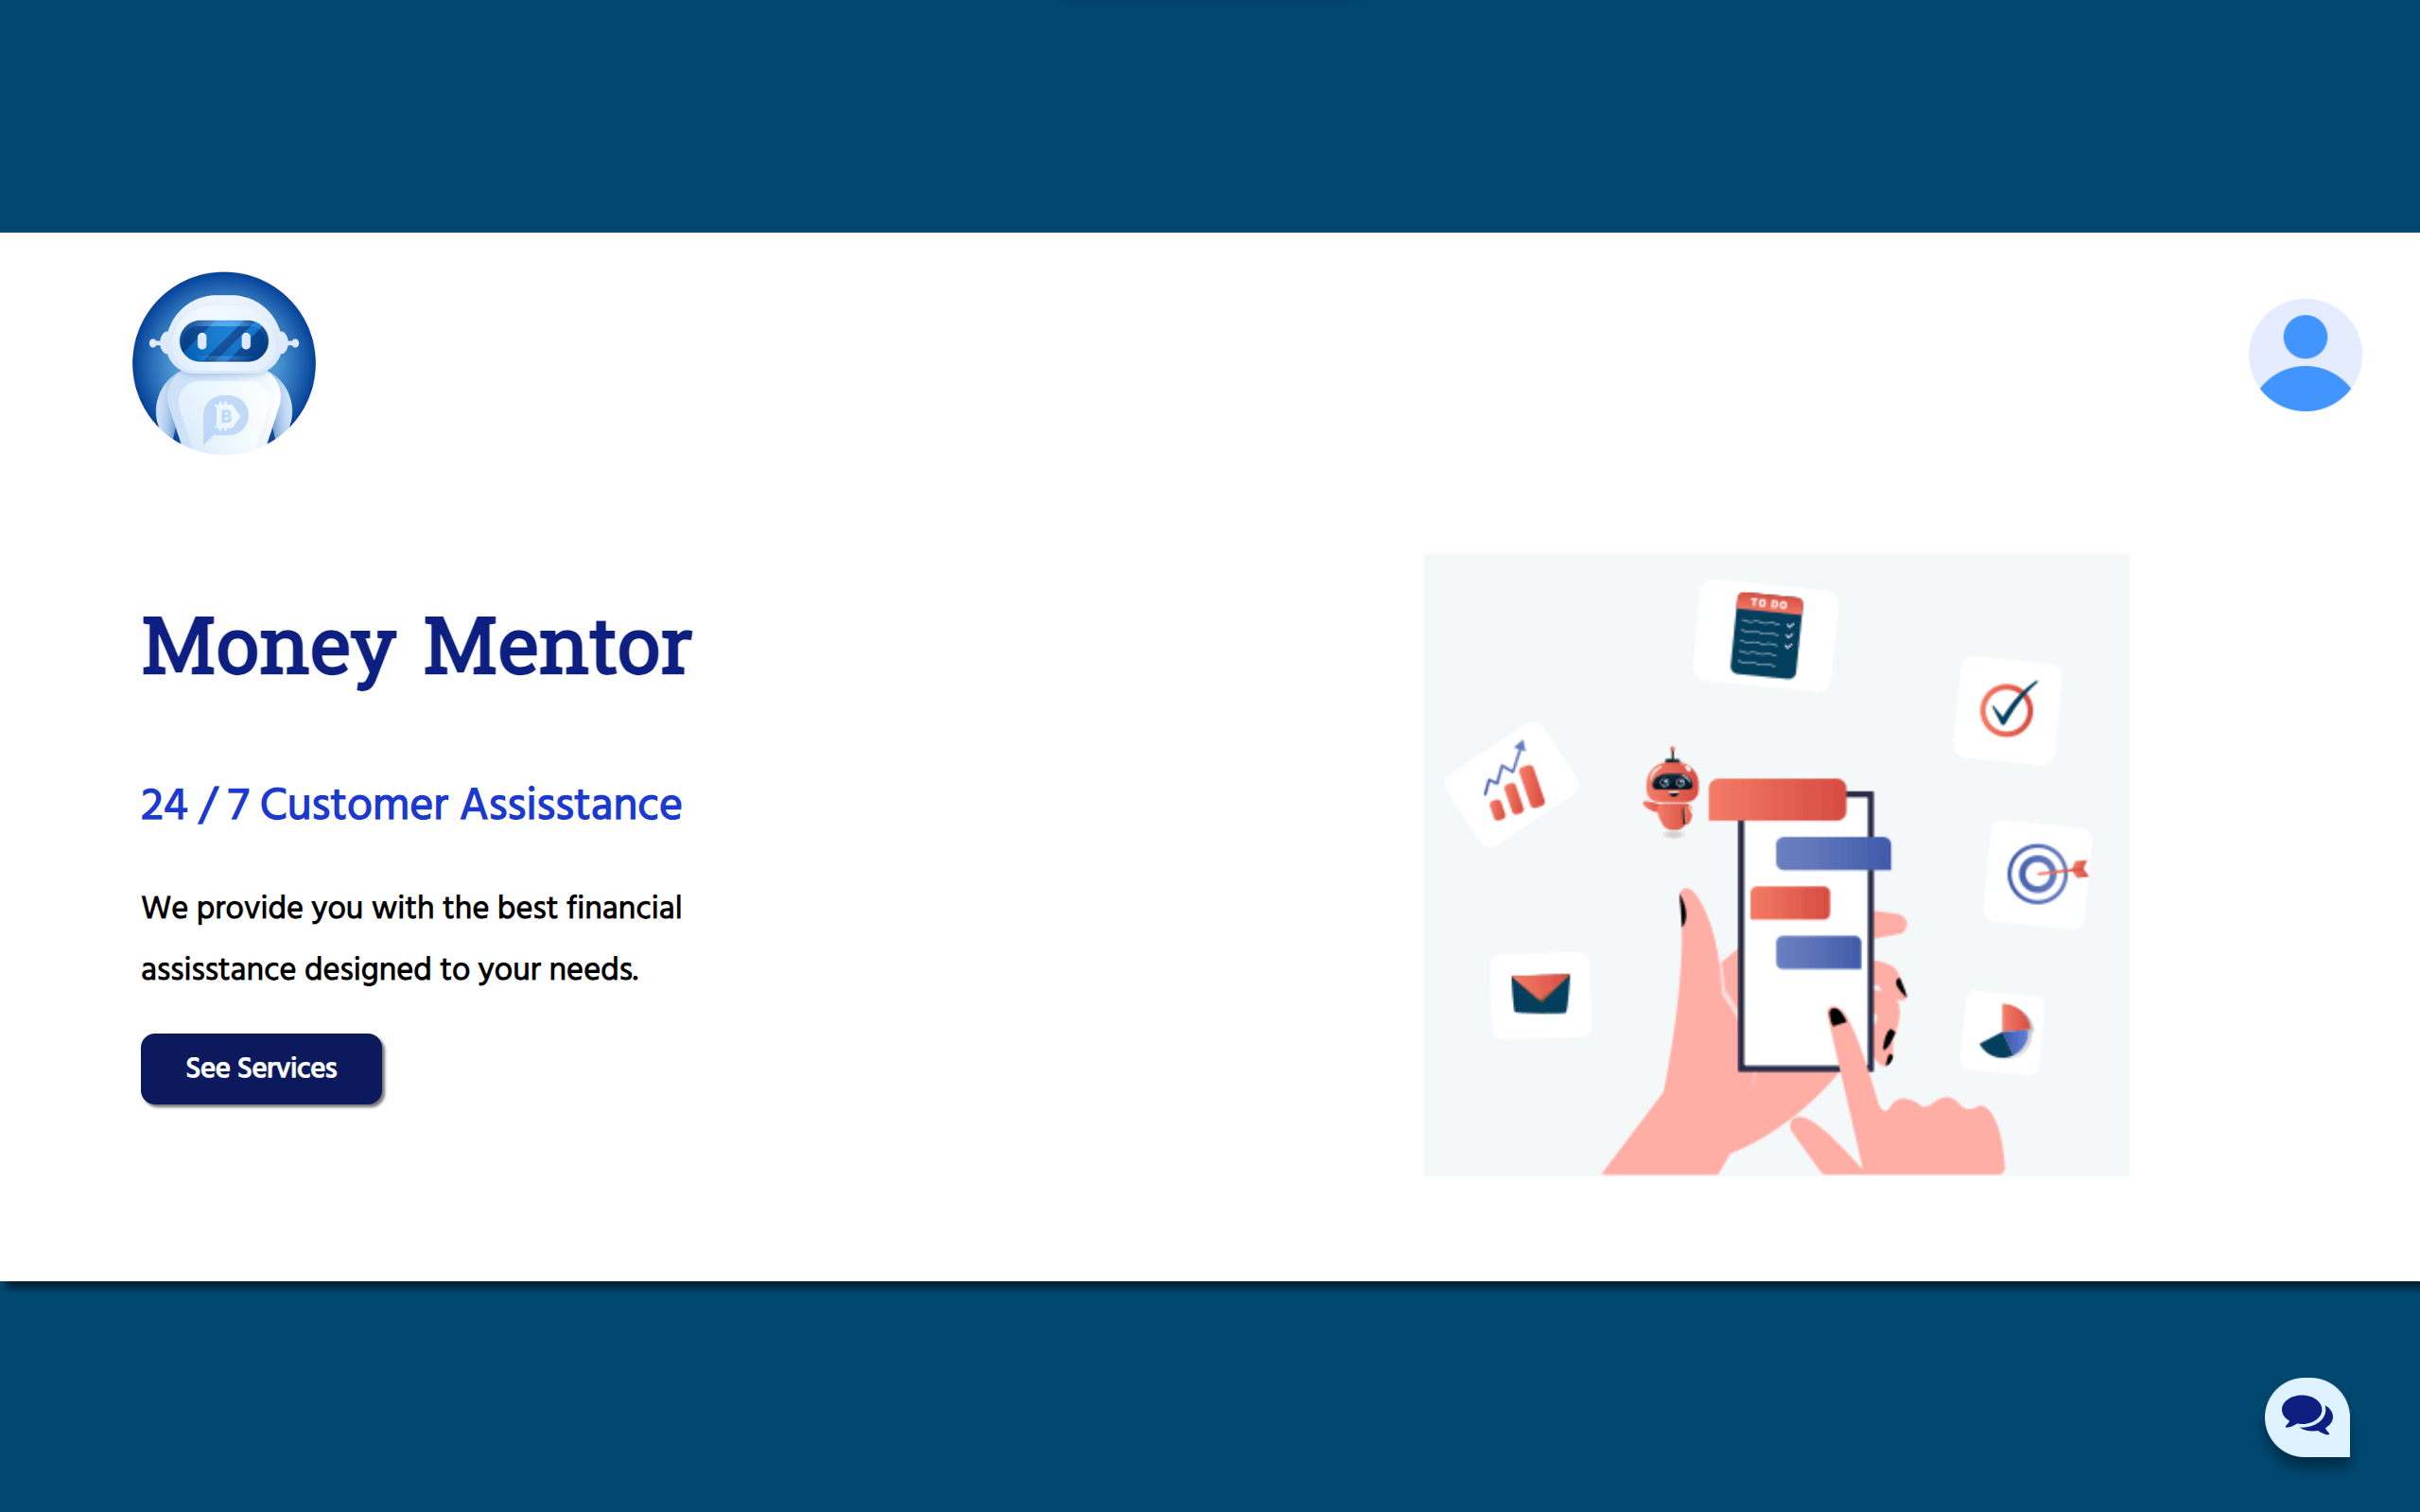 Money Mentor
TO DO
24 / 7 Customer Assisstance
We provide you with the best financial
assisstance designed to your needs.
See Services
B